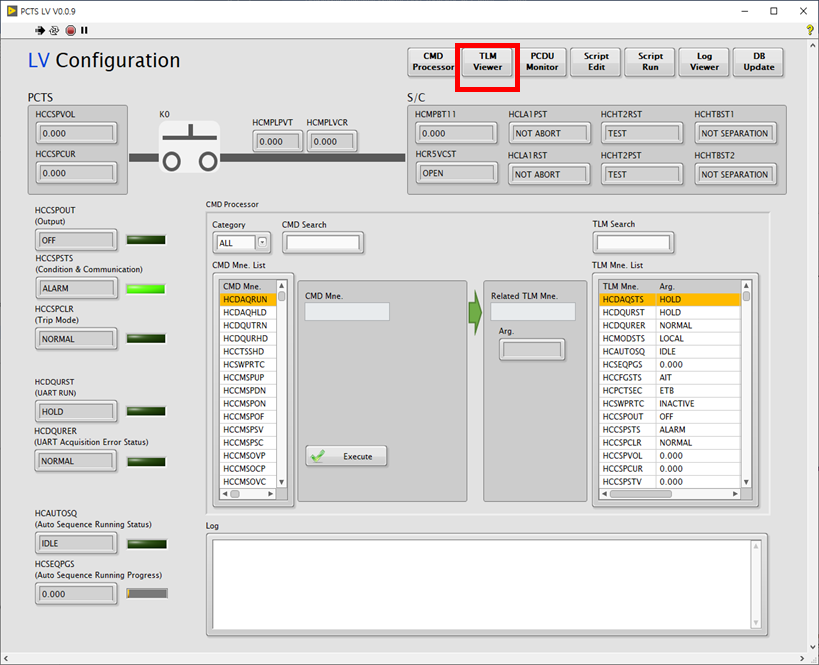 PCTS LV V0.0.9
LV Configuration
CMD Processor
TLM Viewer
PCDU Monitor
Script Edit
Script Run
Log Viewer
DB Update
PCTS
HCCSPVOL
0.000
HCCSPCUR
0.000
K0
HCMPLPVT
0.000
HCMPLVCR
0.000
S/C
HCMPBT11
0.000
HCLA1PST
NOT ABORT
HCHT2RST
TEST
HCHTBST1
NOT SEPARATION
HCR5VCST
OPEN
HCLA1RST
NOT ABORT
HCHT2PST
TEST
HCHTBST2
NOT SEPARATION
HCCSPOUT
(Output)
OFF
HCCSPSTS
(Condition & Communication)
ALARM
HCCSPCLR
(Trip Mode)
NORMAL
HCDQURST
(UART RUN)
HOLD
HCDQURER
(UART Acquisition Error Status)
NORMAL
HCAUTOSQ
(Auto Sequence Running Status)
IDLE
HCSEQPGS
(Auto Sequence Running Progress)
0.000
CMD Processor
Category
ALL
CMD Search
CMD Mne. List
CMD Mne.
HCDAQRUN
HCDAQHLD
HCDQUTRN
HCDQURHD
HCCTSSHD
HCSWPRTC
HCCMSPUP
HCCMSPDN
HCCMSPON
HCCMSPOF
HCCMSPSV
HCCMSPSC
HCCMSOVP
HCCMSOCP
HCCMSOVC
CMD Mne.
Execute
Related TLM Mne.
Arg.
TLM Search
TLM Mne. List
TLM Mne. Arg.
HCDAQSTS HOLD
HCDQURST HOLD
HCDQURER NORMAL
HCMODSTS LOCAL
HCAUTOSQ IDLE
HCSEQPGS 0.000
HCCFGSTS AIT
HCPCTSEC ETB
HCSWPRTC INACTIVE
HCCSPOUT OFF
HCCSPSTS ALARM
HCCSPCLR NORMAL
HCCSPVOL 0.000
HCCSPCUR 0.000
HCCSPSTV 0.000
Log